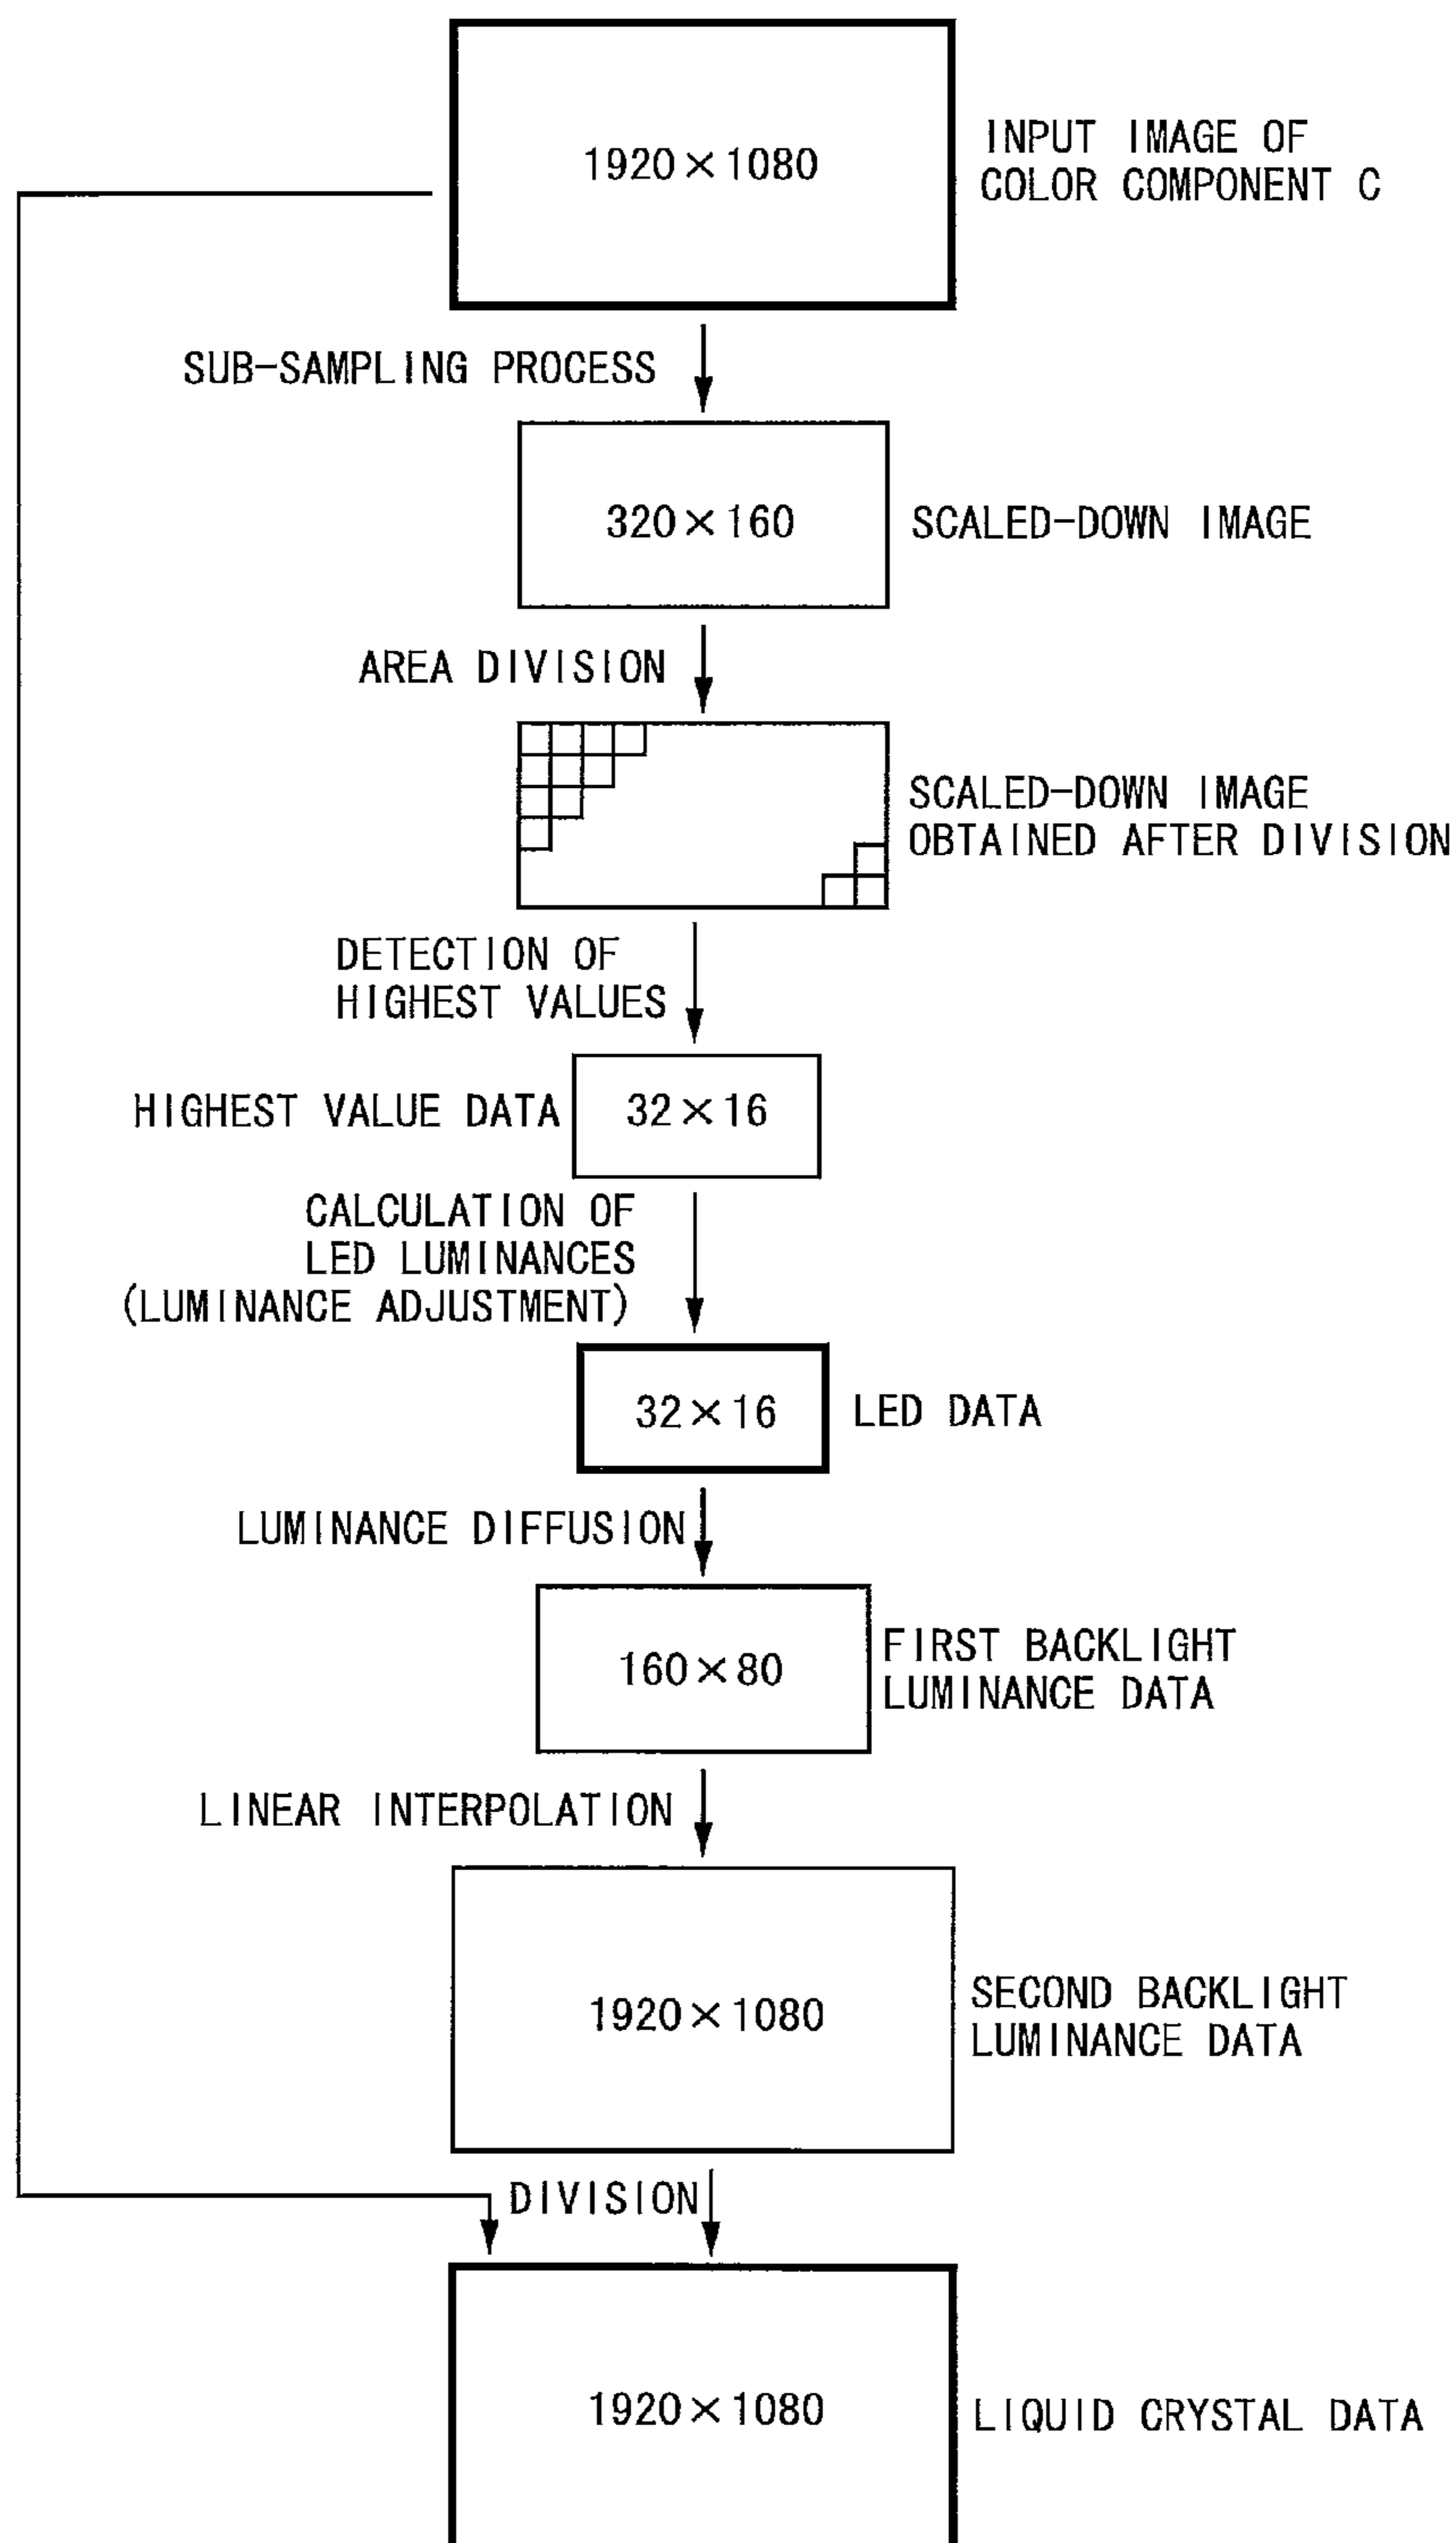 1920×1080
INPUT IMAGE OF
COLOR COMPONENT C
SUB-SAMPLING PROCESS
320×160
SCALED-DOWN IMAGE
AREA DIVISION
SCALED-DOWN IMAGE
OBTAINED AFTER DIVISION
DETECTION OF
HIGHEST VALUES
HIGHEST VALUE DATA
32×16
CALCULATION OF
LED LUMINANCES
(LUMINANCE ADJUSTMENT)
32×16
LED DATA
LUMINANCE DIFFUSION
160×80
FIRST BACKLIGHT
LUMINANCE DATA
LINEAR INTERPOLATION
1920×1080
SECOND BACKLIGHT
LUMINANCE DATA
DIVISION
1920×1080
LIQUID CRYSTAL DATA